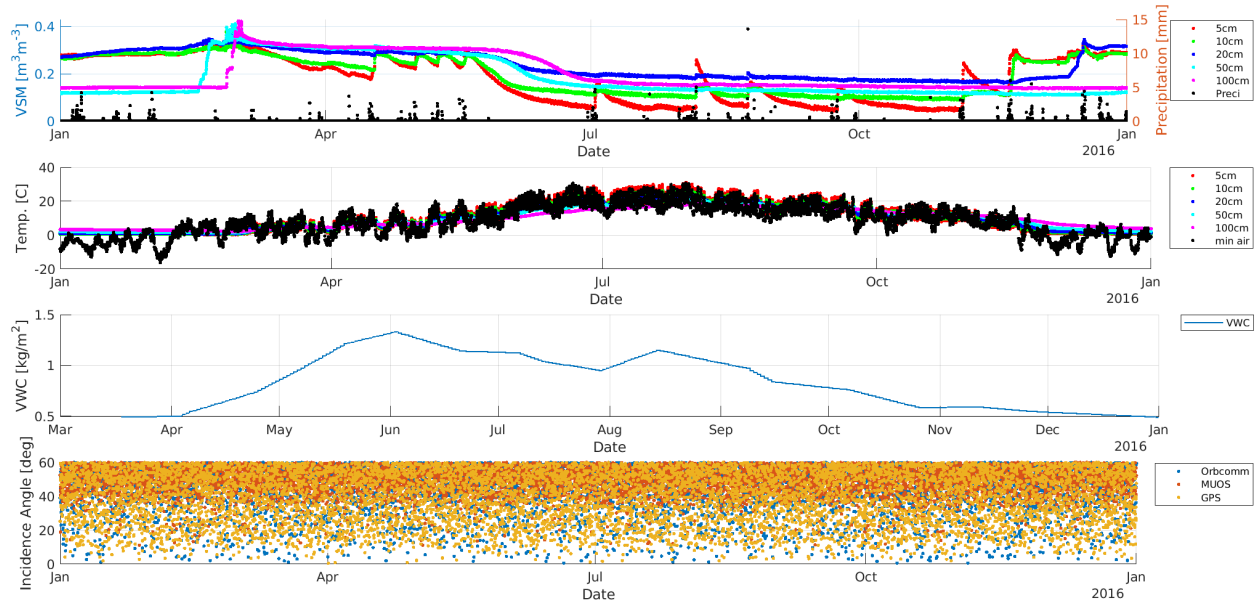 VSM [m³m⁻³]
0.4
0.2
0
Precipitation [mm]
15
10
5
0
Jan
Apr
Jul
Oct
Jan
Date
2016
5cm
10cm
20cm
50cm
100cm
Preci
Temp. [C]
40
20
0
-20
Jan
Apr
Jul
Oct
Jan
Date
2016
5cm
10cm
20cm
50cm
100cm
min air
VWC [kg/m²]
1.5
1
0.5
Mar
Apr
May
Jun
Jul
Aug
Sep
Oct
Nov
Dec
Jan
Date
2016
VWC
Incidence Angle [deg]
60
40
20
0
Jan
Apr
Jul
Oct
Jan
Date
2016
Orbcomm
MUOS
GPS